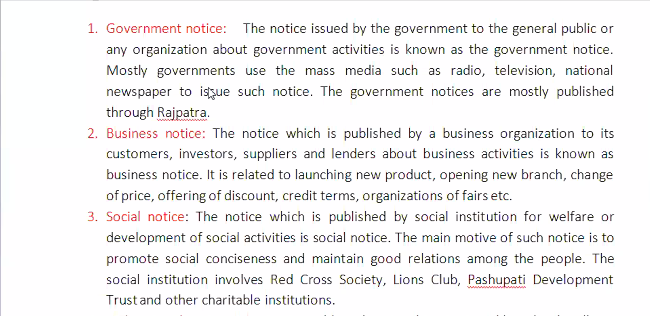 1. Government notice: The notice issued by the government to the general public or
any organization about government activities is known as the government notice.
Mostly governments use the mass media such as radio, television, national
newspaper to issue such notice. The government notices are mostly published
through Rajpatra.
2. Business notice: The notice which is published by a business organization to its
customers, investors, suppliers and lenders about business activities is known as
business notice. It is related to launching new product, opening new branch, change
of price, offering of discount, credit terms, organizations of fairs etc.
3. Social notice: The notice which is published by social institution for welfare or
development of social activities is social notice. The main motive of such notice is to
promote social conciseness and maintain good relations among the people. The
social institution involves Red Cross Society, Lions Club, Pashupati Development
Trust and other charitable institutions.